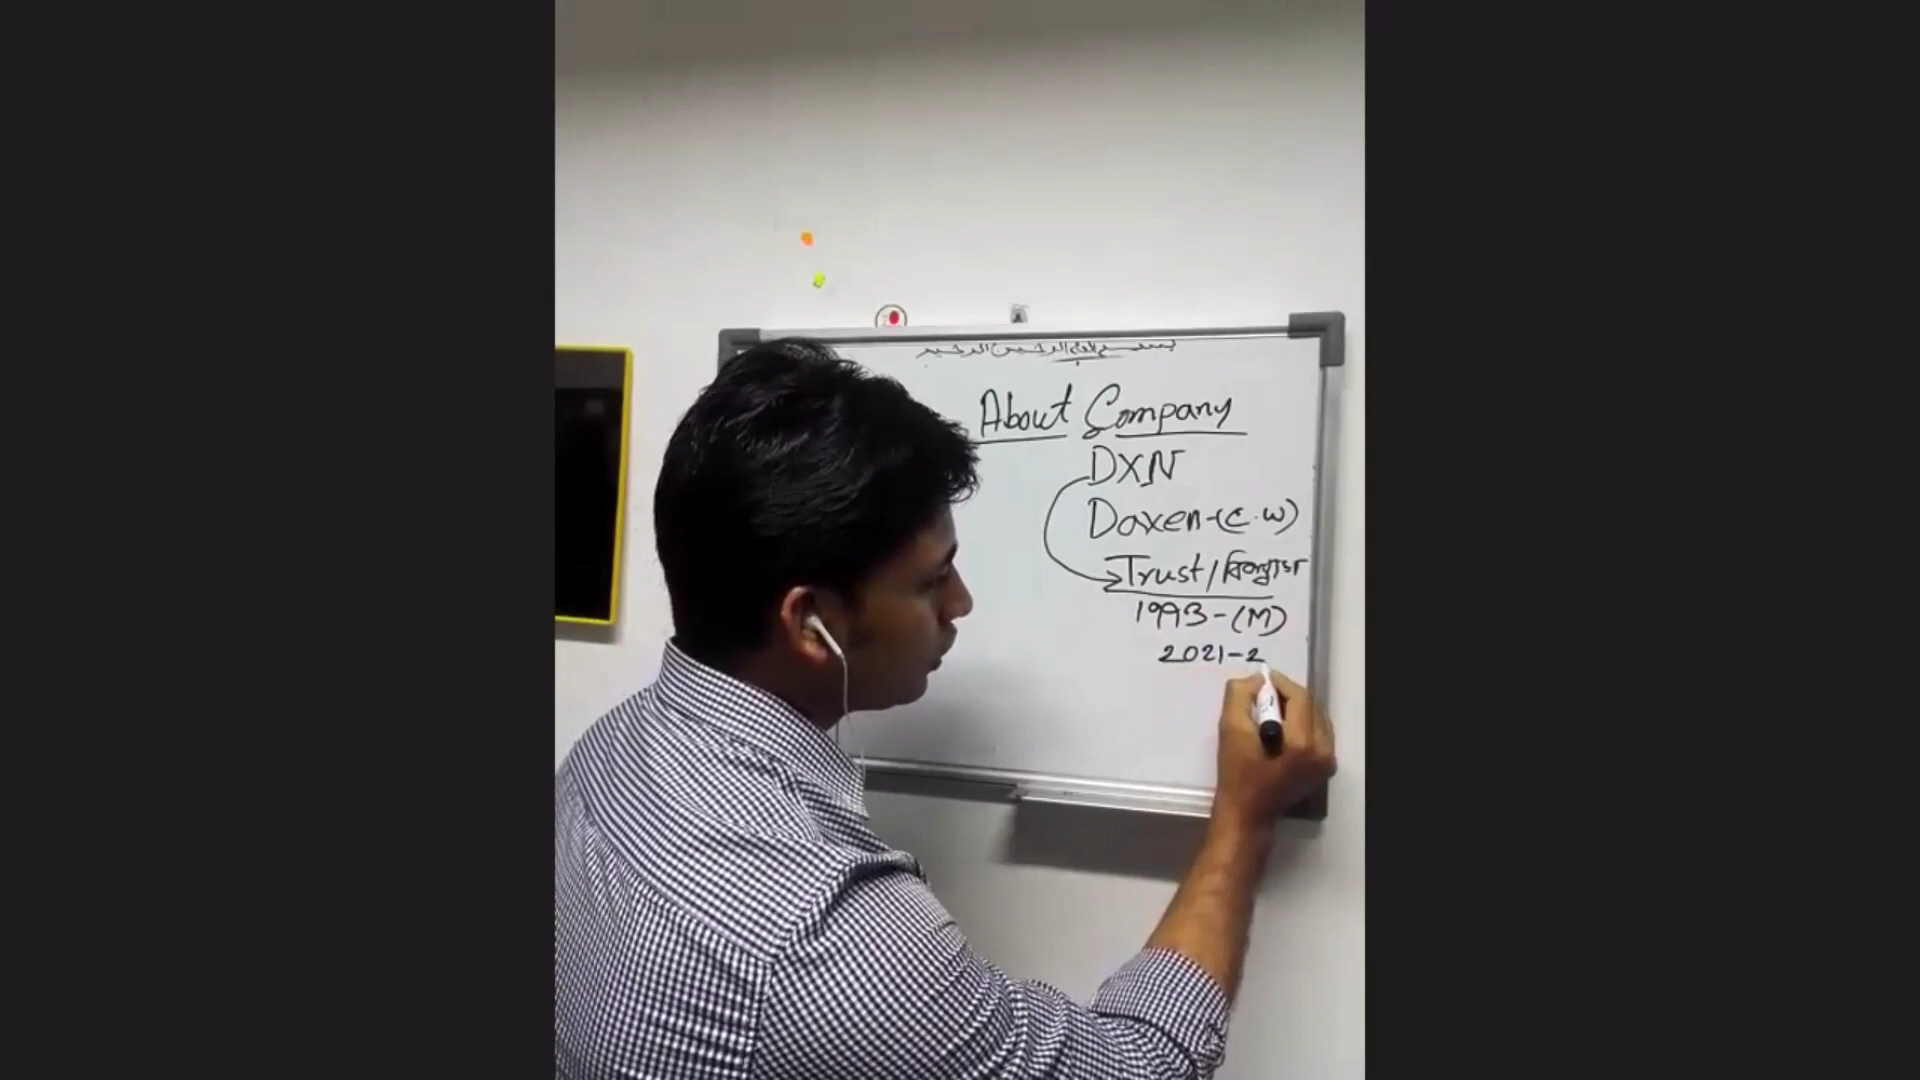 بسم الله الرحمن الرحيم
About Company
DXN
Daxen-(C.W)
Trust/বিশ্বাস
1993-(M)
2021-2